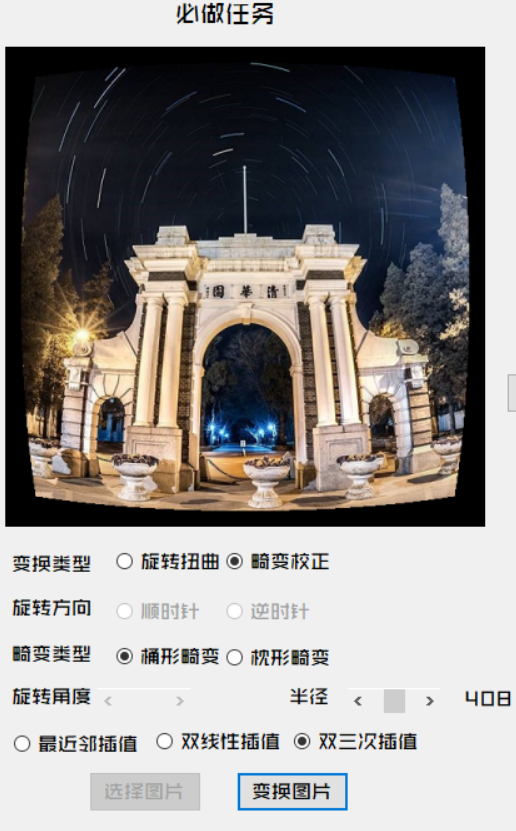 必做任务
園華清
变换类型 旋转扭曲 畸变校正
旋转方向 顺时针 逆时针
畸变类型 桶形畸变 枕形畸变
旋转角度 半径 408
最近邻插值 双线性插值 双三次插值
选择图片 变换图片